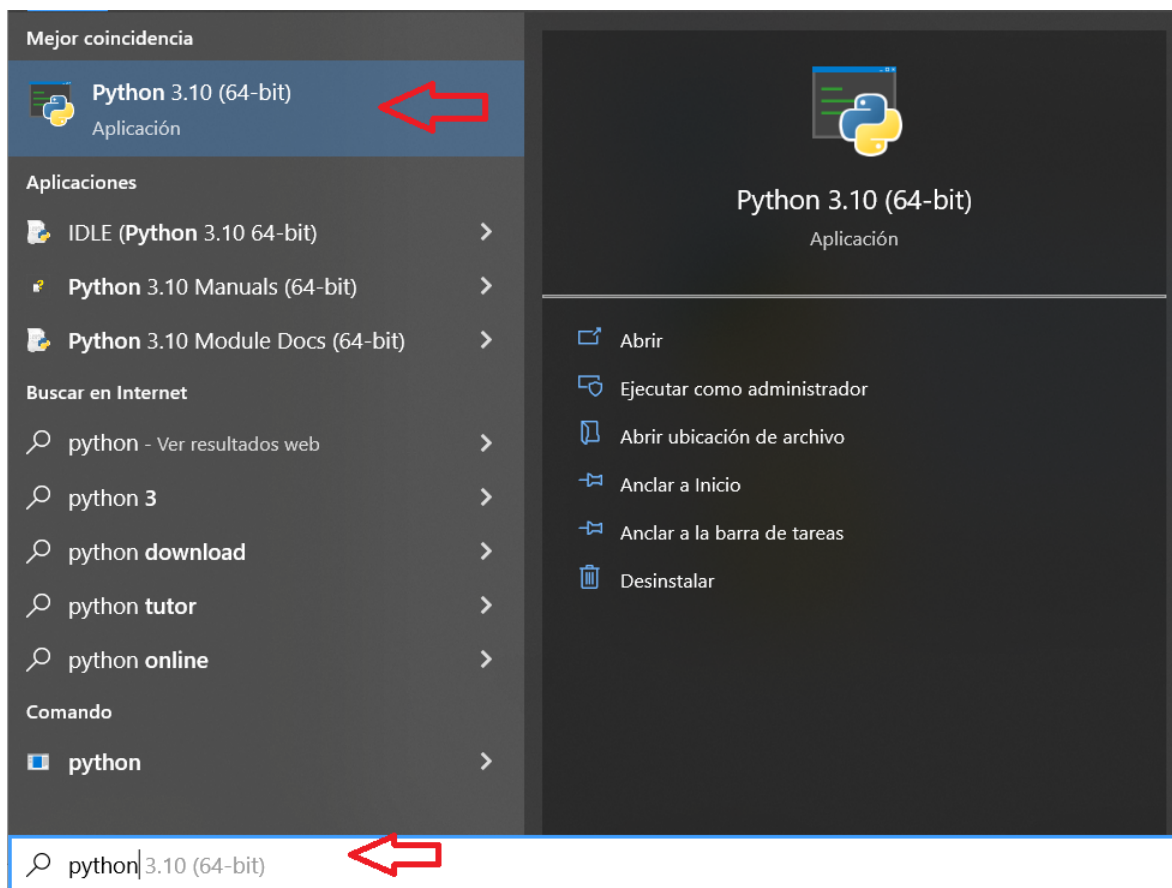 Mejor coincidencia
Python 3.10 (64-bit)
Aplicación
Aplicaciones
IDLE (Python 3.10 64-bit)
Python 3.10 Manuals (64-bit)
Python 3.10 Module Docs (64-bit)
Buscar en Internet
python - Ver resultados web
python 3
python download
python tutor
python online
Comando
python
python 3.10 (64-bit)
Python 3.10 (64-bit)
Aplicación
Abrir
Ejecutar como administrador
Abrir ubicación de archivo
Anclar a Inicio
Anclar a la barra de tareas
Desinstalar